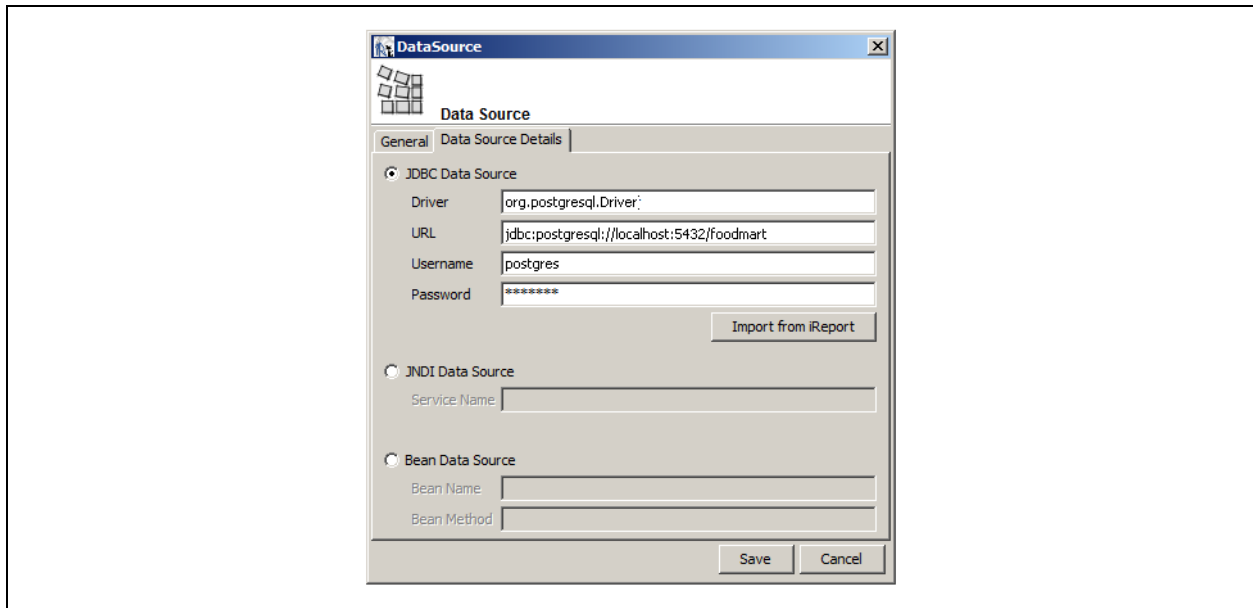 DataSource
Data Source
General Data Source Details
JDBC Data Source
Driver org.postgresql.Driver
URL jdbc:postgresql://localhost:5432/foodmart
Username postgres
Password *******
Import from iReport
JNDI Data Source
Service Name
Bean Data Source
Bean Name
Bean Method
Save Cancel